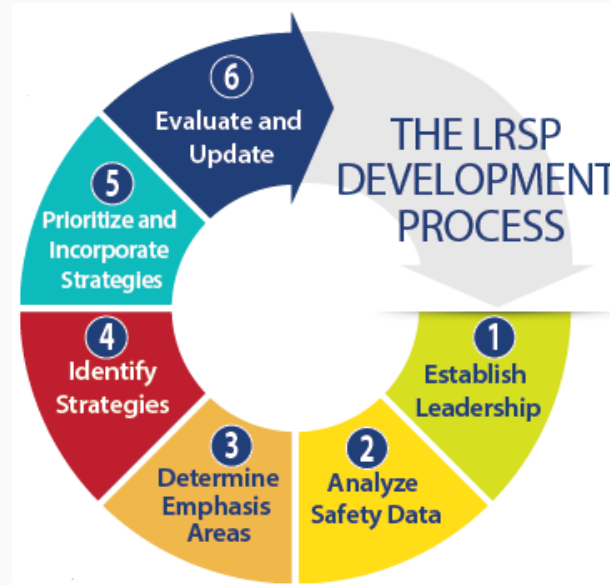 THE LRSP
DEVELOPMENT
PROCESS
1
Establish
Leadership
2
Analyze
Safety Data
3
Determine
Emphasis
Areas
4
Identify
Strategies
5
Prioritize and
Incorporate
Strategies
6
Evaluate and
Update